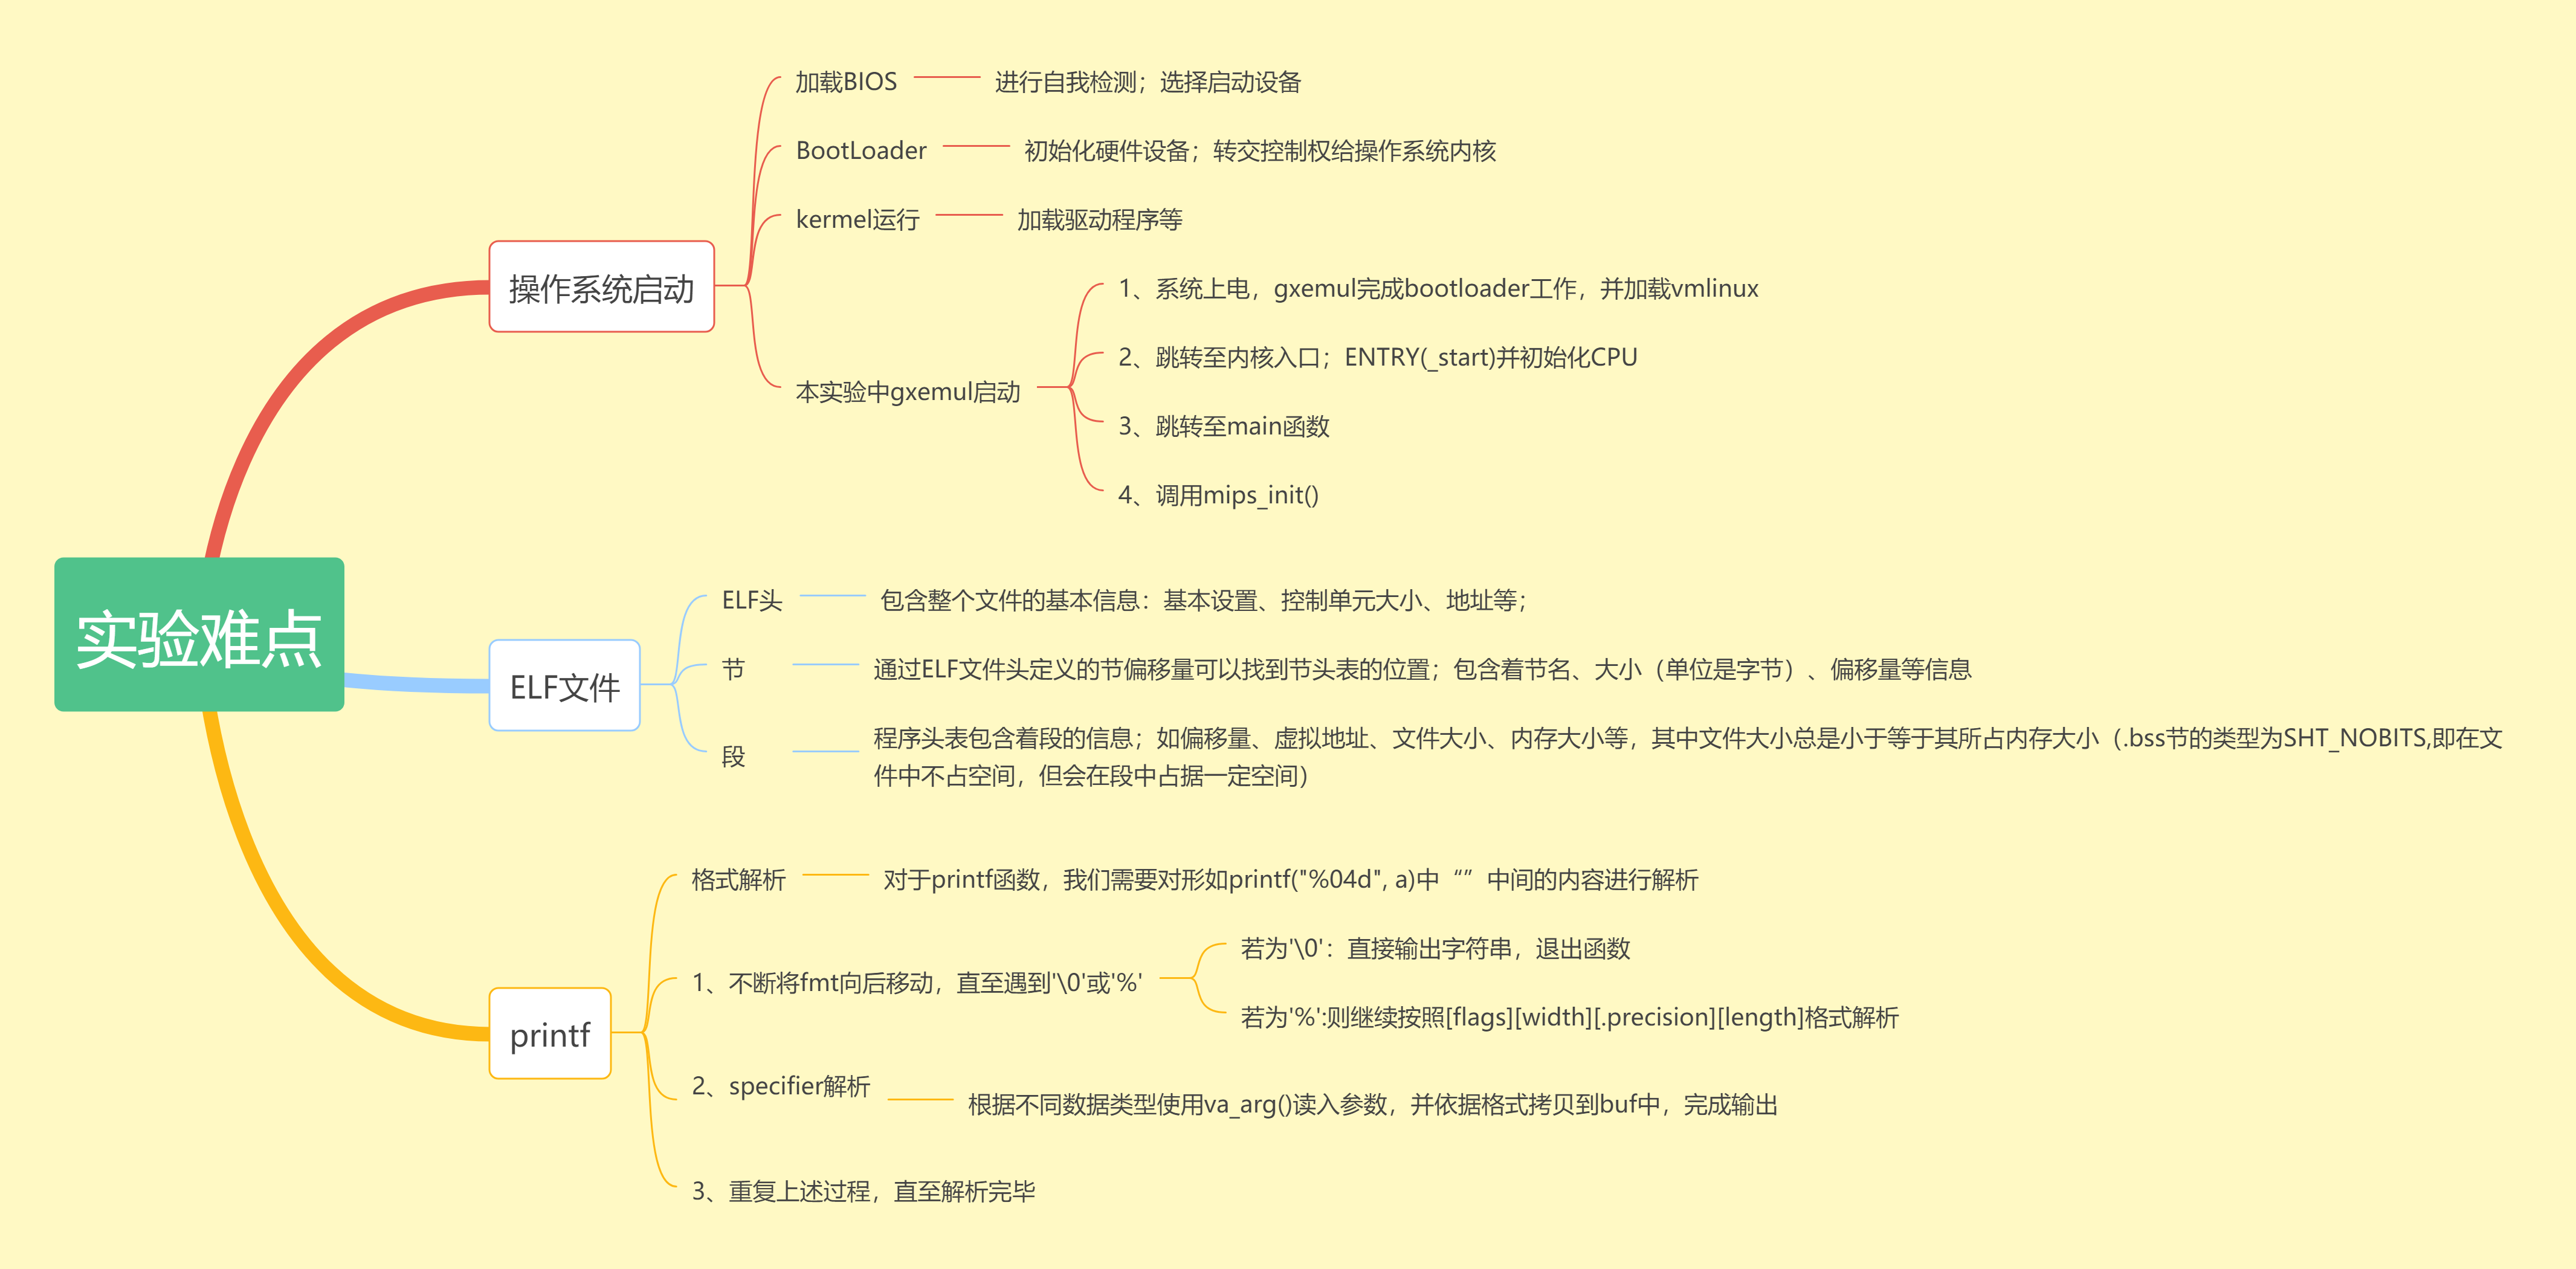 实验难点
操作系统启动
加载BIOS
进行自我检测；选择启动设备
BootLoader
初始化硬件设备；转交控制权给操作系统内核
kermel运行
加载驱动程序等
本实验中gxemul启动
1、系统上电，gxemul完成bootloader工作，并加载vmlinux
2、跳转至内核入口；ENTRY(_start)并初始化CPU
3、跳转至main函数
4、调用mips_init()
ELF文件
ELF头
包含整个文件的基本信息：基本设置、控制单元大小、地址等；
节
通过ELF文件头定义的节偏移量可以找到节头表的位置；包含着节名、大小（单位是字节）、偏移量等信息
段
程序头表包含着段的信息；如偏移量、虚拟地址、文件大小、内存大小等，其中文件大小总是小于等于其所占内存大小（.bss节的类型为SHT_NOBITS,即在文
件中不占空间，但会在段中占据一定空间）
printf
格式解析
对于printf函数，我们需要对形如printf("%04d", a)中“”中间的内容进行解析
1、不断将fmt向后移动，直至遇到'\0'或'%'
若为'\0'：直接输出字符串，退出函数
若为'%':则继续按照[flags][width][.precision][length]格式解析
2、specifier解析
根据不同数据类型使用va_arg()读入参数，并依据格式拷贝到buf中，完成输出
3、重复上述过程，直至解析完毕